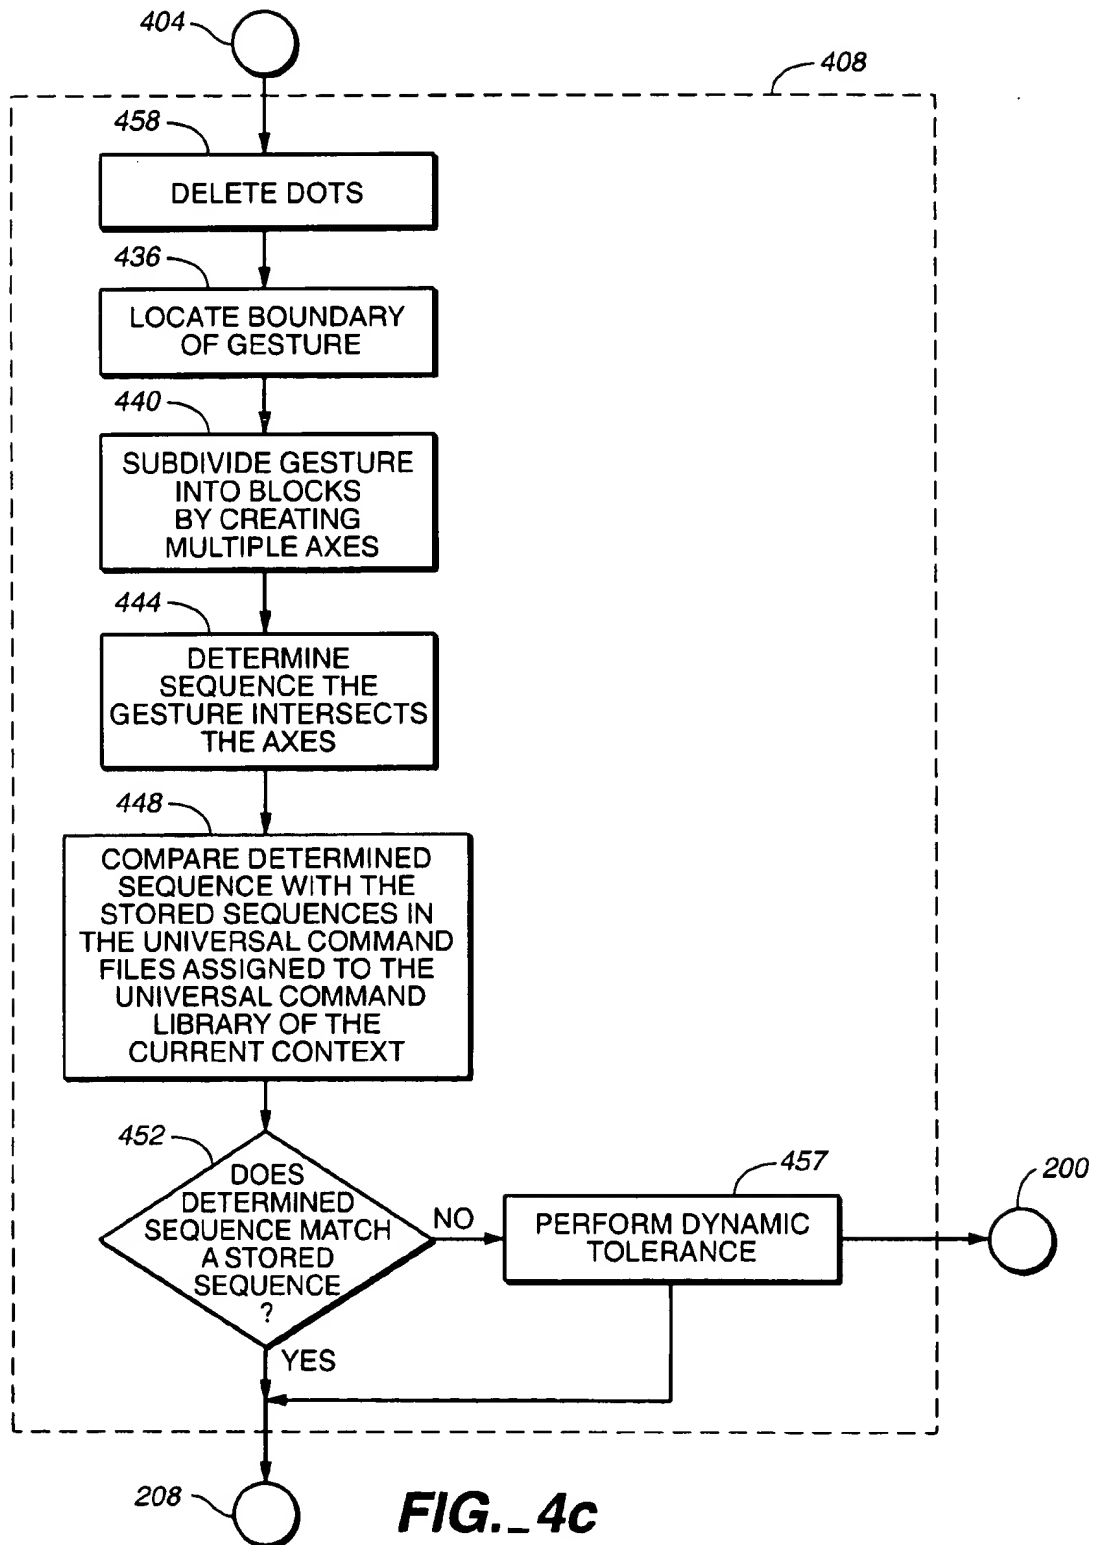 404
408
458
DELETE DOTS
436
LOCATE BOUNDARY
OF GESTURE
440
SUBDIVIDE GESTURE
INTO BLOCKS
BY CREATING
MULTIPLE AXES
444
DETERMINE
SEQUENCE THE
GESTURE INTERSECTS
THE AXES
448
COMPARE DETERMINED
SEQUENCE WITH THE
STORED SEQUENCES IN
THE UNIVERSAL COMMAND
FILES ASSIGNED TO THE
UNIVERSAL COMMAND
LIBRARY OF THE
CURRENT CONTEXT
452
DOES
DETERMINED
SEQUENCE MATCH
A STORED
SEQUENCE
?
NO
457
PERFORM DYNAMIC
TOLERANCE
200
YES
208
FIG._4c